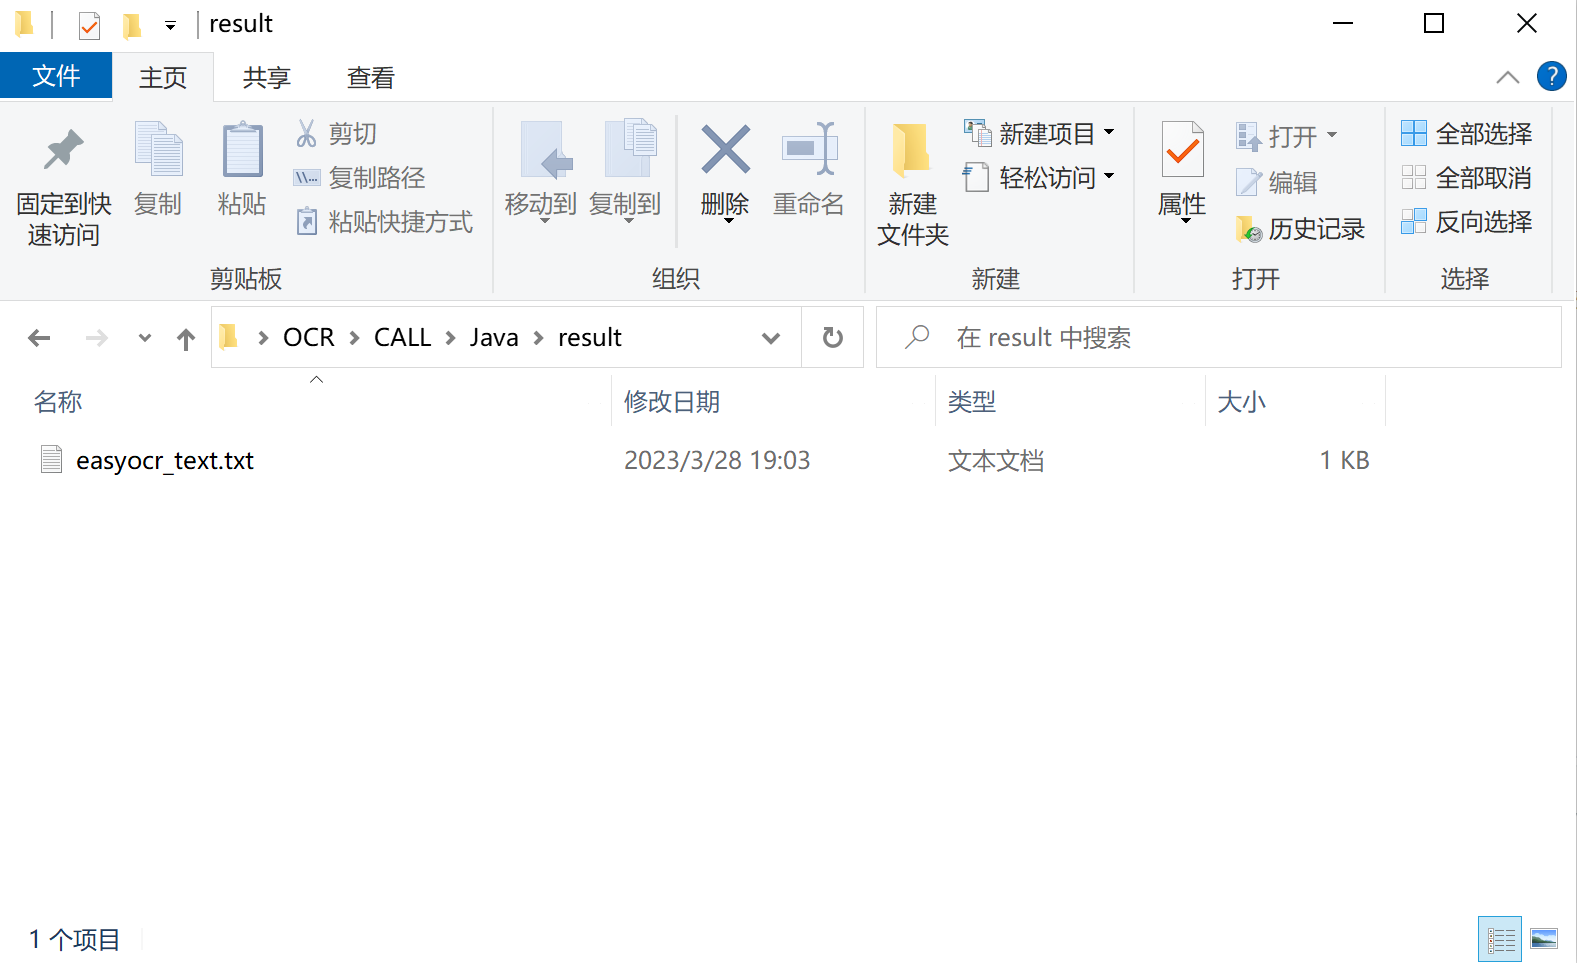 result
文件 主页 共享 查看
固定到快
速访问
复制
粘贴
剪切
复制路径
粘贴快捷方式
剪贴板
移动到
复制到
删除
重命名
组织
新建
文件夹
新建项目
轻松访问
新建
属性
打开
编辑
历史记录
打开
全部选择
全部取消
反向选择
选择
OCR CALL Java result
在 result 中搜索
名称 修改日期 类型 大小
easyocr_text.txt 2023/3/28 19:03 文本文档 1 KB
1 个项目